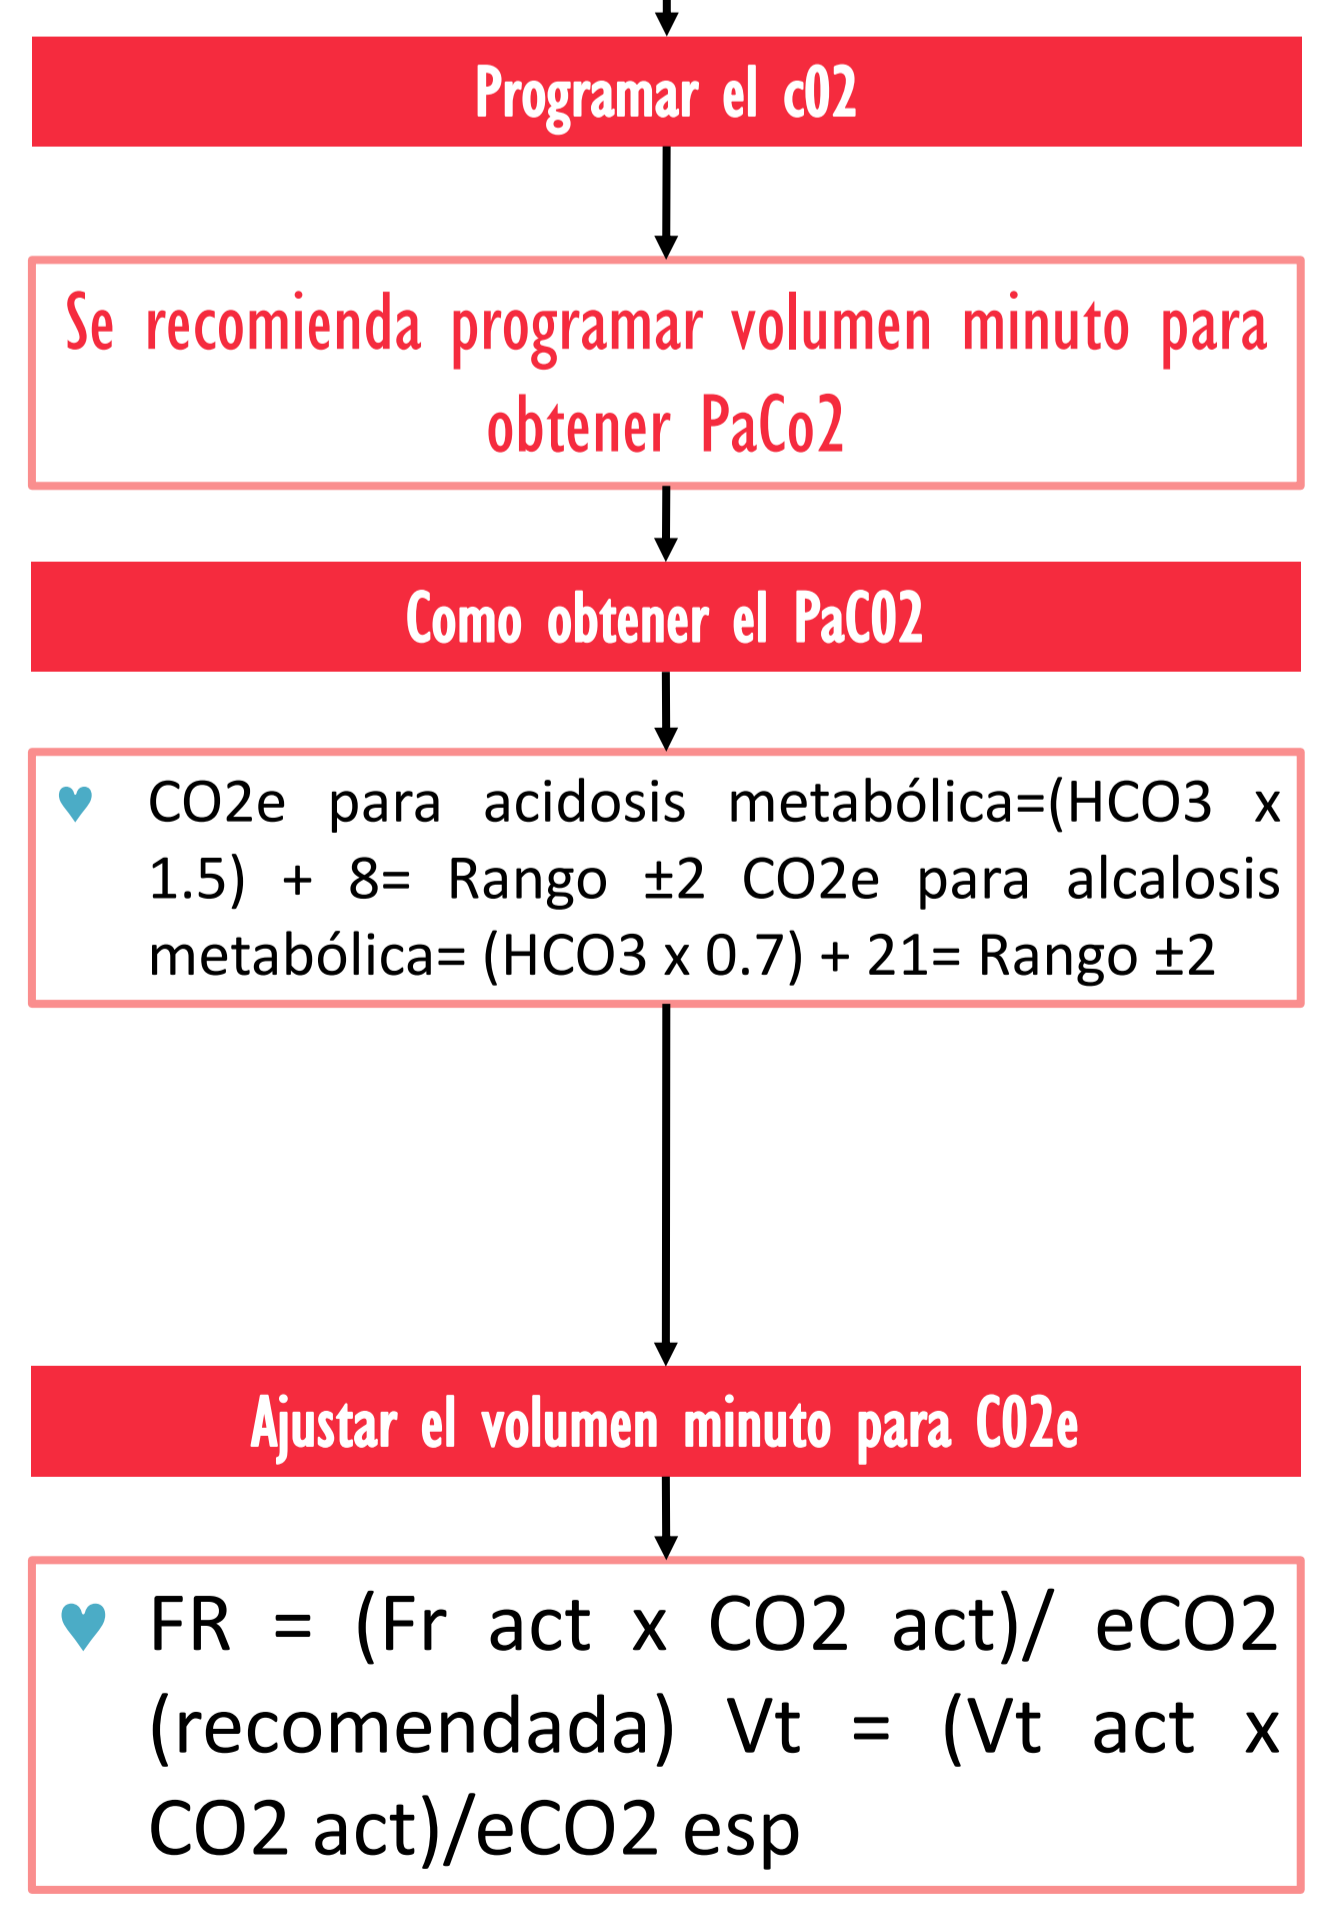 Programar el c02
Se recomienda programar volumen minuto para
obtener PaCo2
Como obtener el PaC02
♥ CO2e para acidosis metabólica=(HCO3 x
1.5) + 8= Rango ±2 CO2e para alcalosis
metabólica= (HCO3 x 0.7) + 21= Rango ±2
Ajustar el volumen minuto para C02e
♥ FR = (Fr act x CO2 act)/ eCO2
(recomendada) Vt = (Vt act x
CO2 act)/eCO2 esp